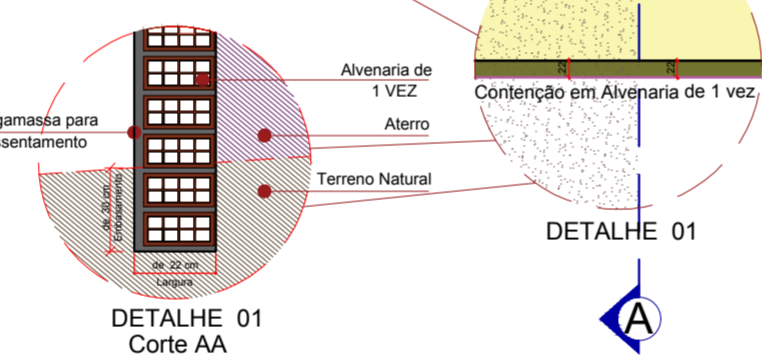 Alvenaria de
1 VEZ
gamassa para
sentamento
Aterro
Terreno Natural
de 30 cm
Embasamento
de 22 cm
Largura
DETALHE 01
Corte AA
22
22
Contenção em Alvenaria de 1 vez
DETALHE 01
A